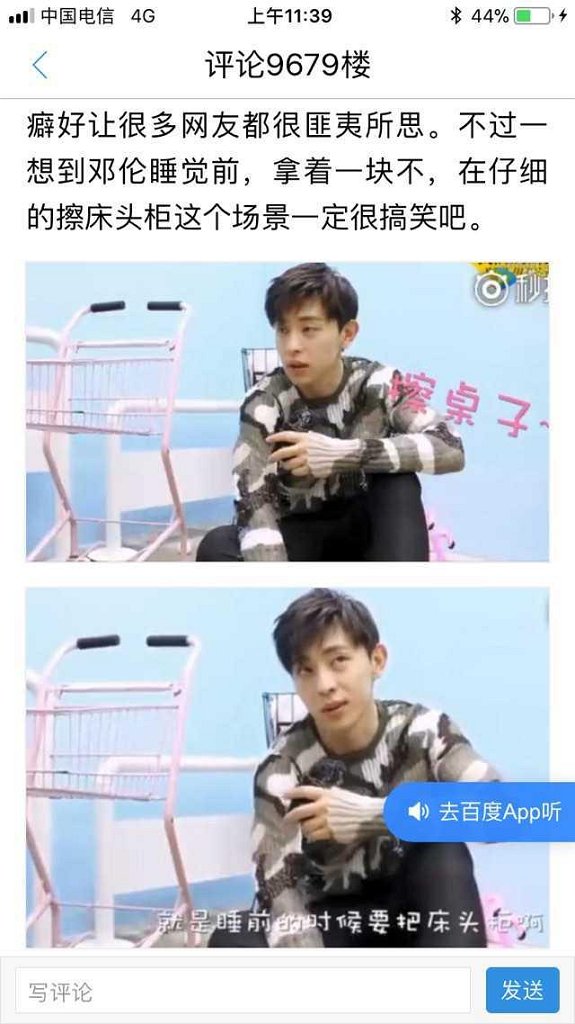 中国电信 4G 上午11:39 44%
评论9679楼
癖好让很多网友都很匪夷所思。不过一
想到邓伦睡觉前，拿着一块不，在仔细
的擦床头柜这个场景一定很搞笑吧。
秒
擦桌子~
去百度App听
就是睡前的时候要把床头柜啊
写评论
发送